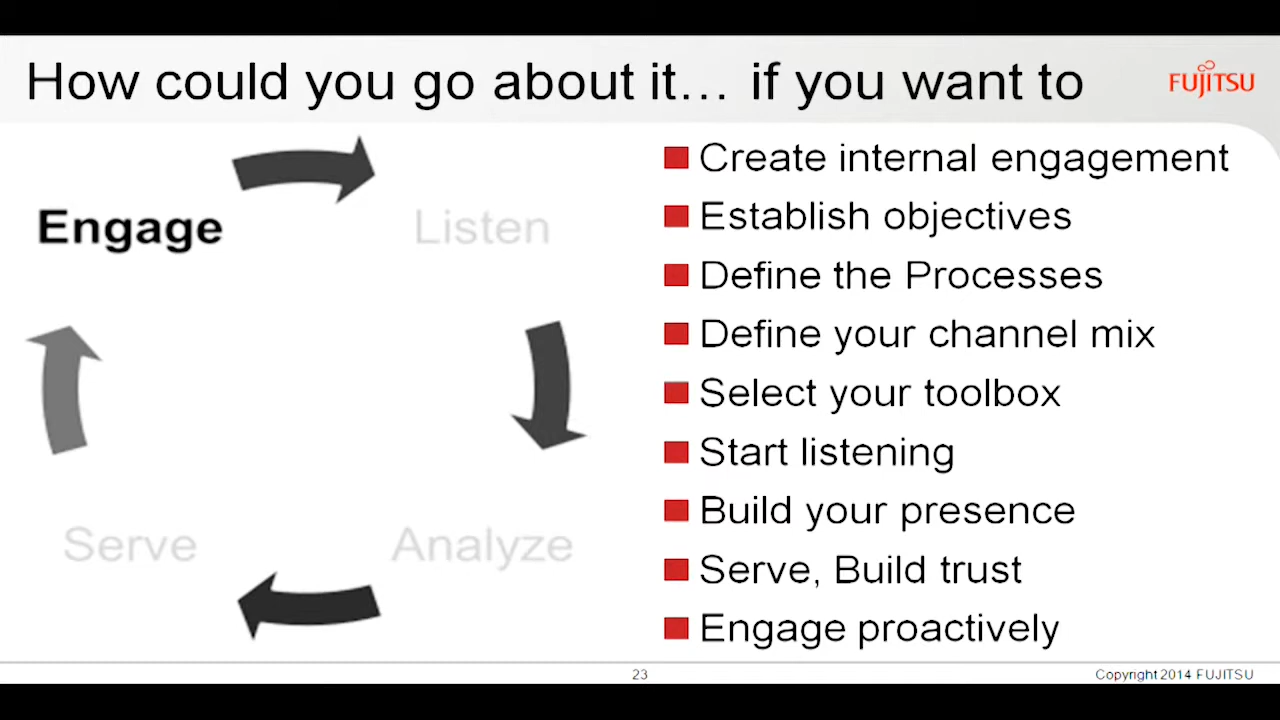 How could you go about it… if you want to
FUJITSU
Engage
Listen
Serve
Analyze
Create internal engagement
Establish objectives
Define the Processes
Define your channel mix
Select your toolbox
Start listening
Build your presence
Serve, Build trust
Engage proactively
23
Copyright 2014 FUJITSU